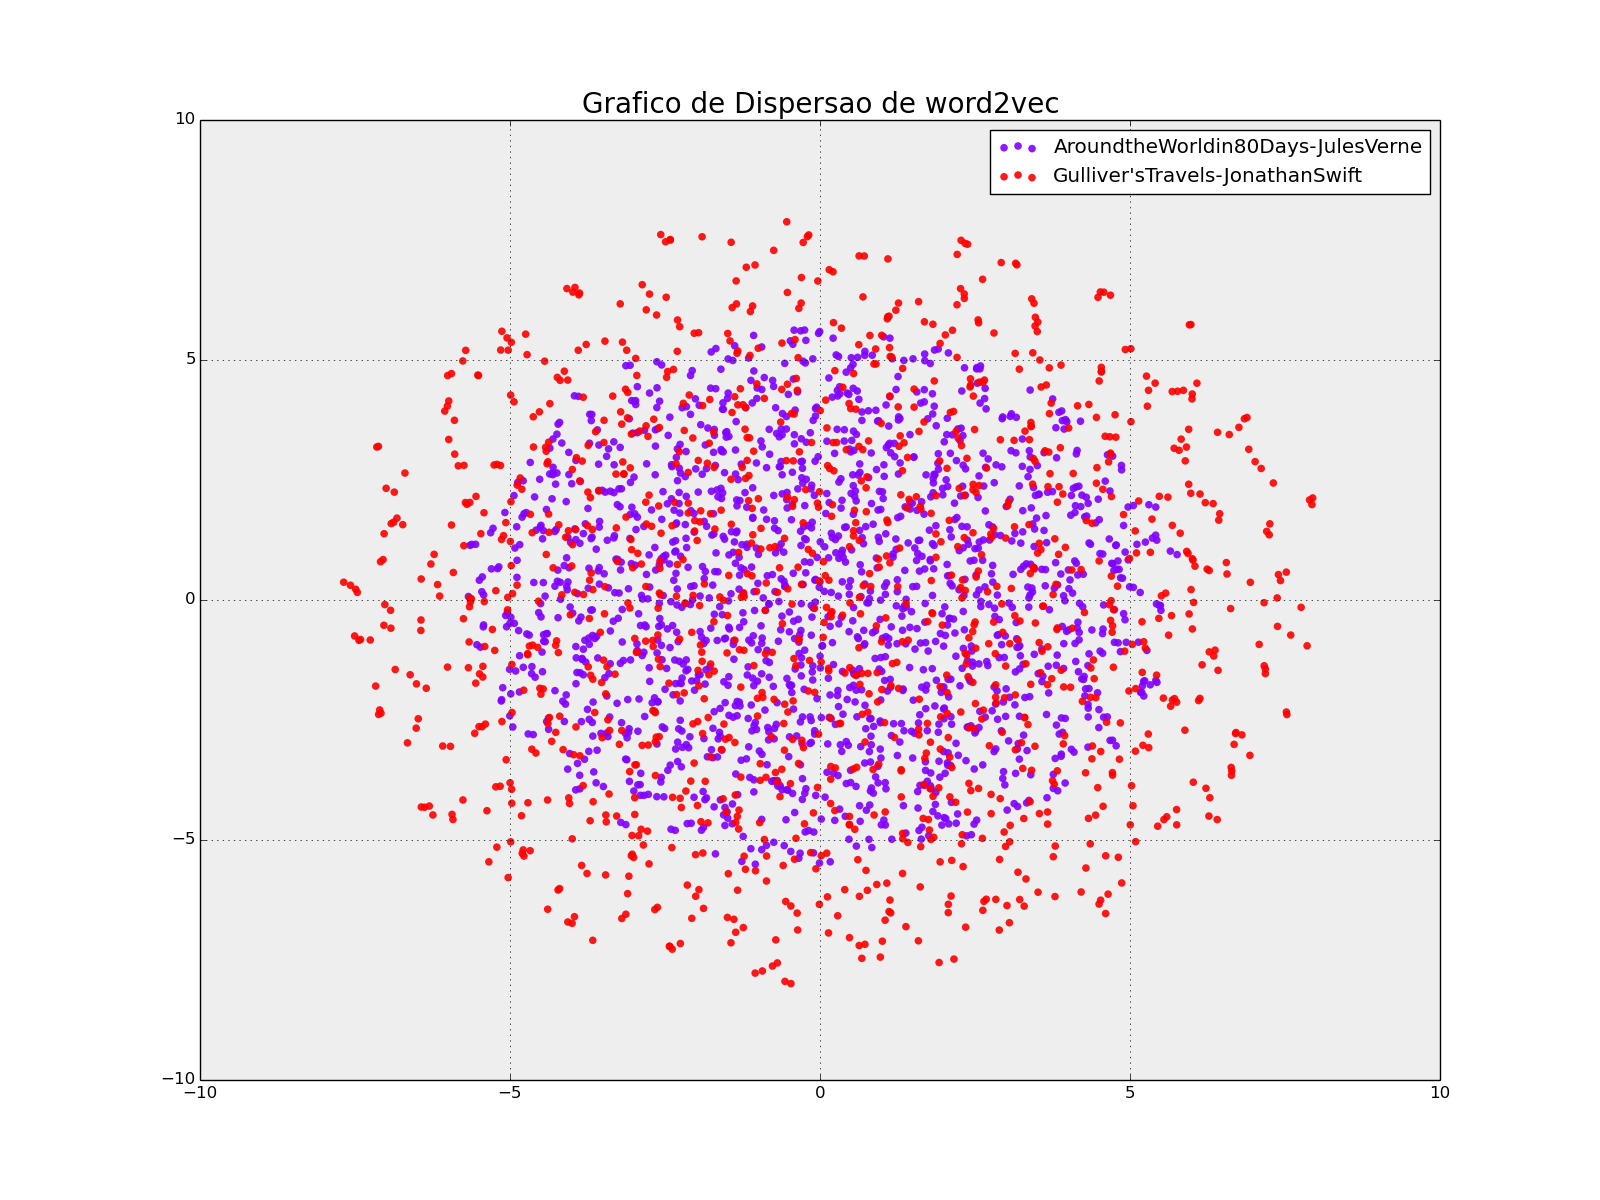 Grafico de Dispersao de word2vec
AroundtheWorldin80Days-JulesVerne
Gulliver'sTravels-JonathanSwift
10
5
0
−5
−10
−10 −5 0 5 10